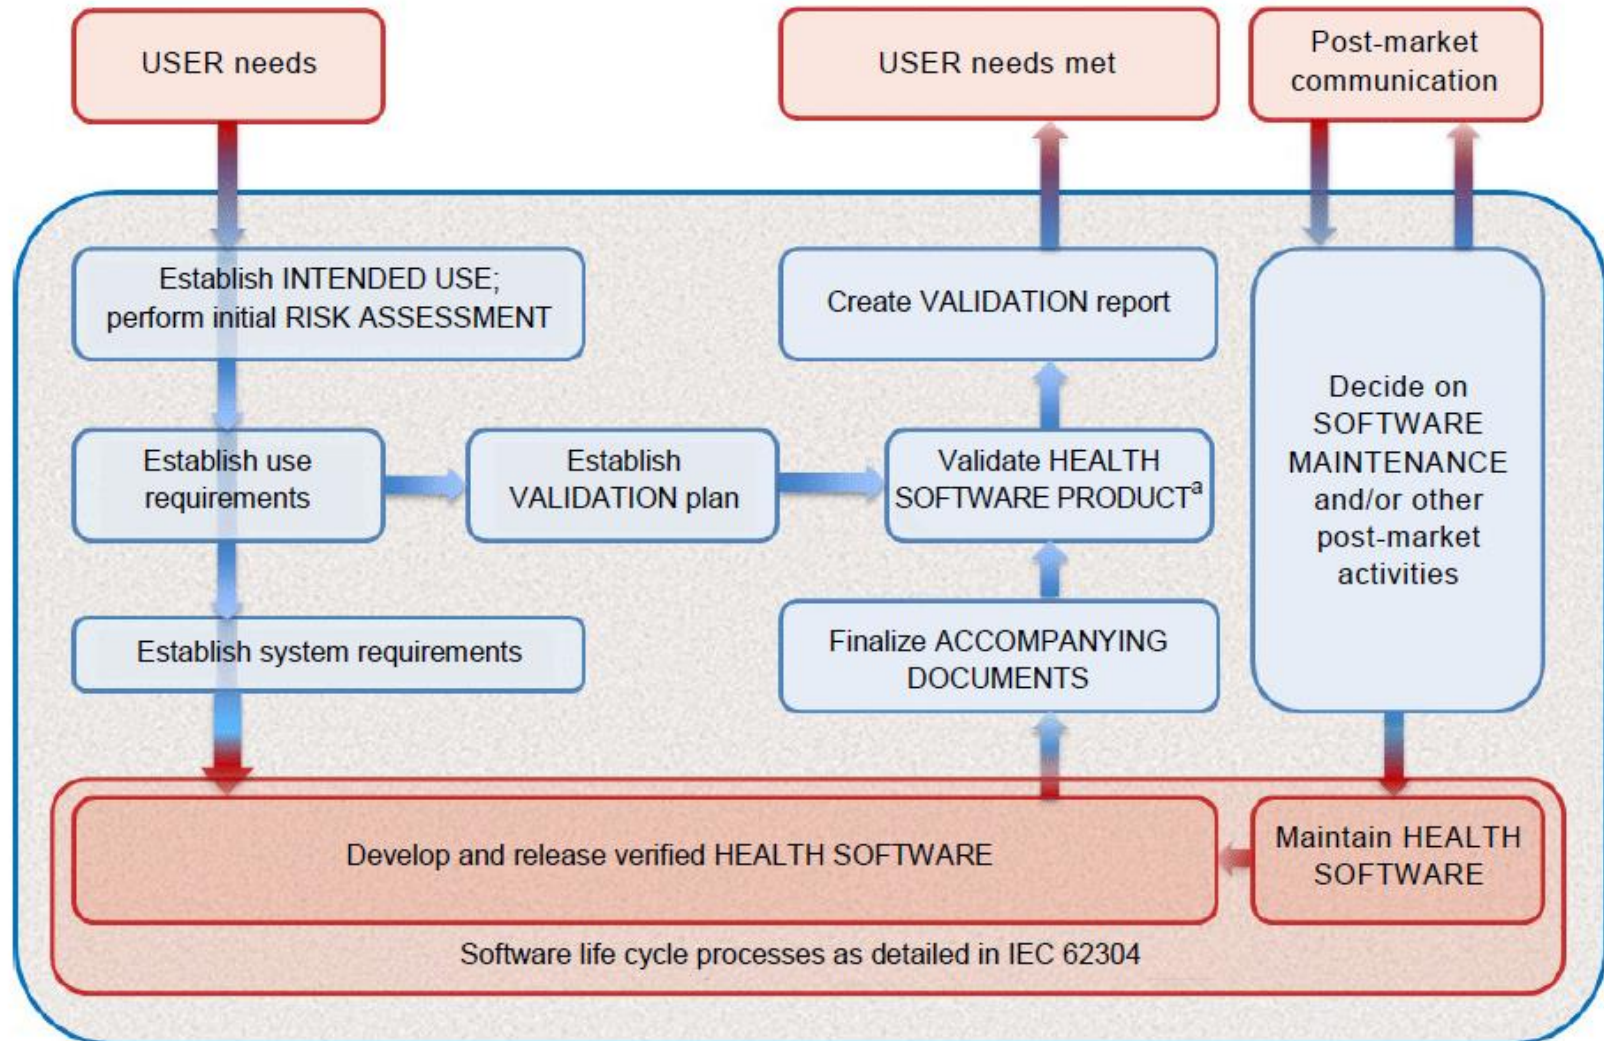 USER needs
USER needs met
Post-market
communication
Establish INTENDED USE;
perform initial RISK ASSESSMENT
Create VALIDATION report
Decide on
SOFTWARE
MAINTENANCE
and/or other
post-market
activities
Establish use
requirements
Establish
VALIDATION plan
Validate HEALTH
SOFTWARE PRODUCTᵃ
Establish system requirements
Finalize ACCOMPANYING
DOCUMENTS
Develop and release verified HEALTH SOFTWARE
Maintain HEALTH
SOFTWARE
Software life cycle processes as detailed in IEC 62304